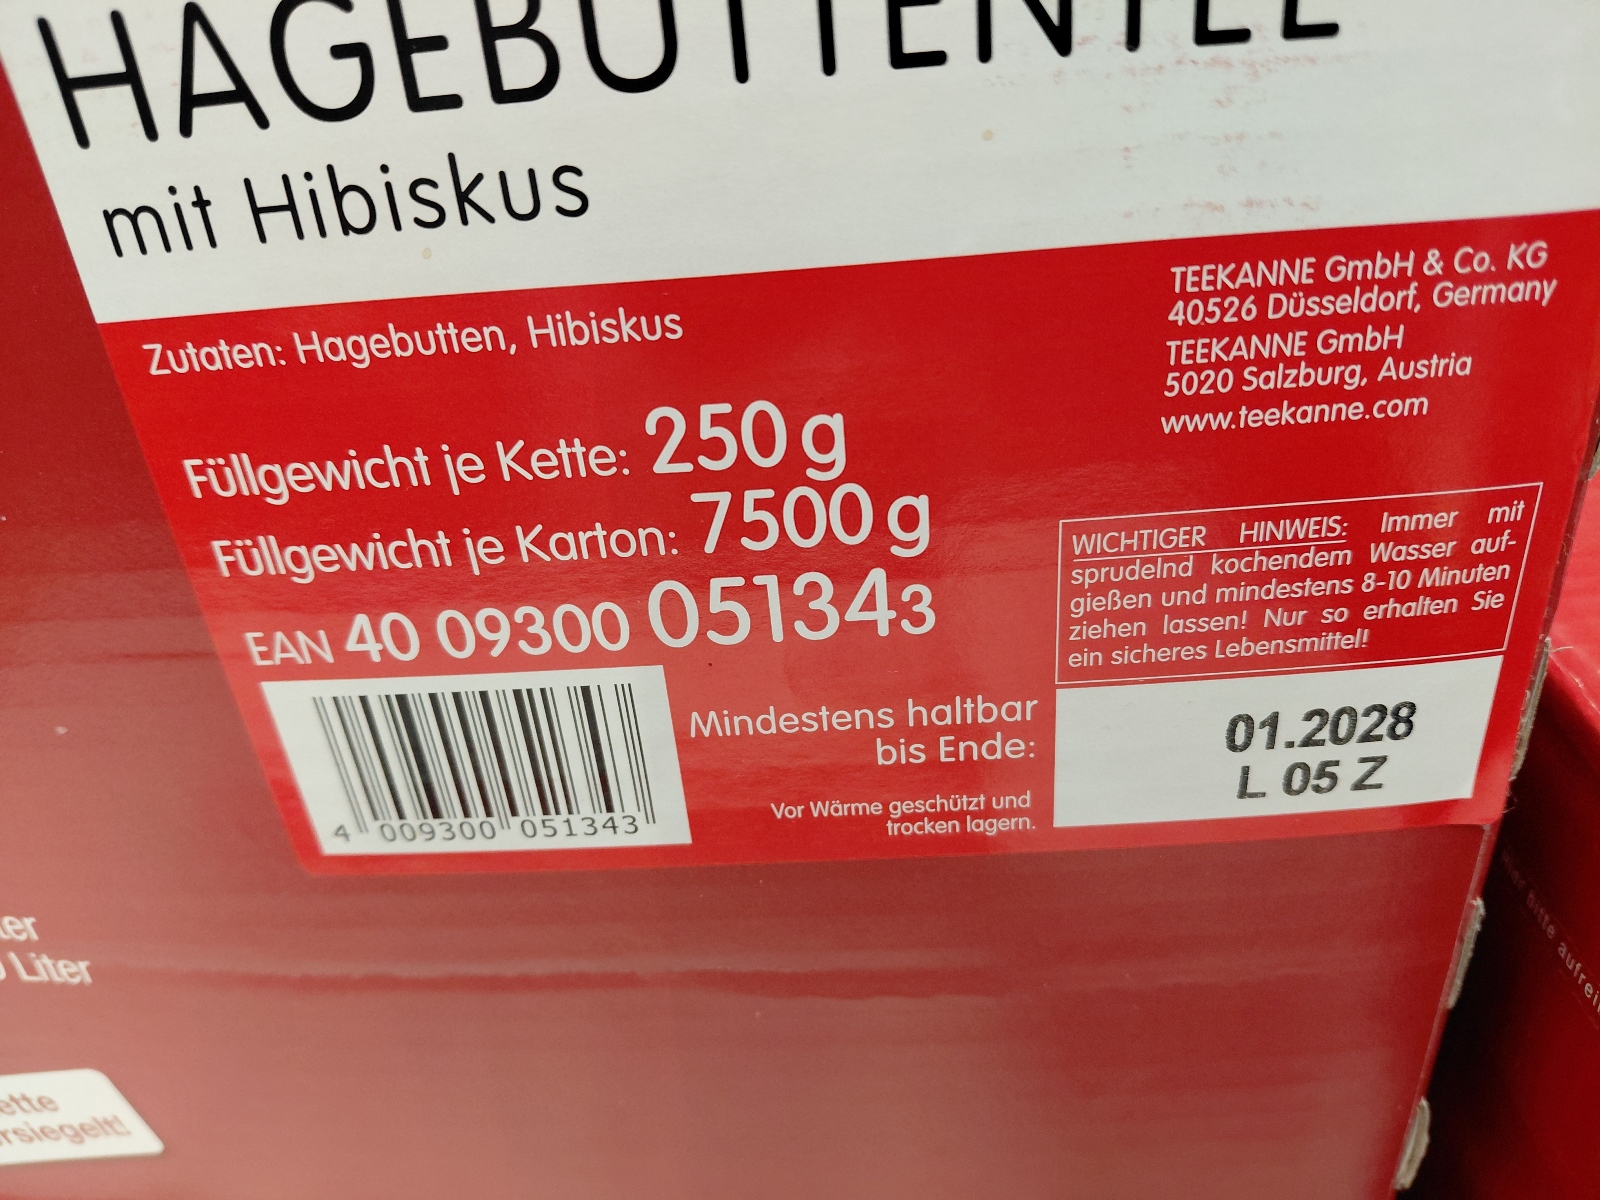 HAGEBUTTENTEE
mit Hibiskus
Zutaten: Hagebutten, Hibiskus
TEEKANNE GmbH & Co. KG
40526 Düsseldorf, Germany
TEEKANNE GmbH
5020 Salzburg, Austria
www.teekanne.com
Füllgewicht je Kette: 250 g
Füllgewicht je Karton: 7500 g
EAN 40 09300 051343
WICHTIGER HINWEIS: Immer mit
sprudelnd kochendem Wasser auf-
gießen und mindestens 8-10 Minuten
ziehen lassen! Nur so erhalten Sie
ein sicheres Lebensmittel!
4 009300 051343
Mindestens haltbar
bis Ende:
01.2028
L 05 Z
Vor Wärme geschützt und
trocken lagern.
Liter